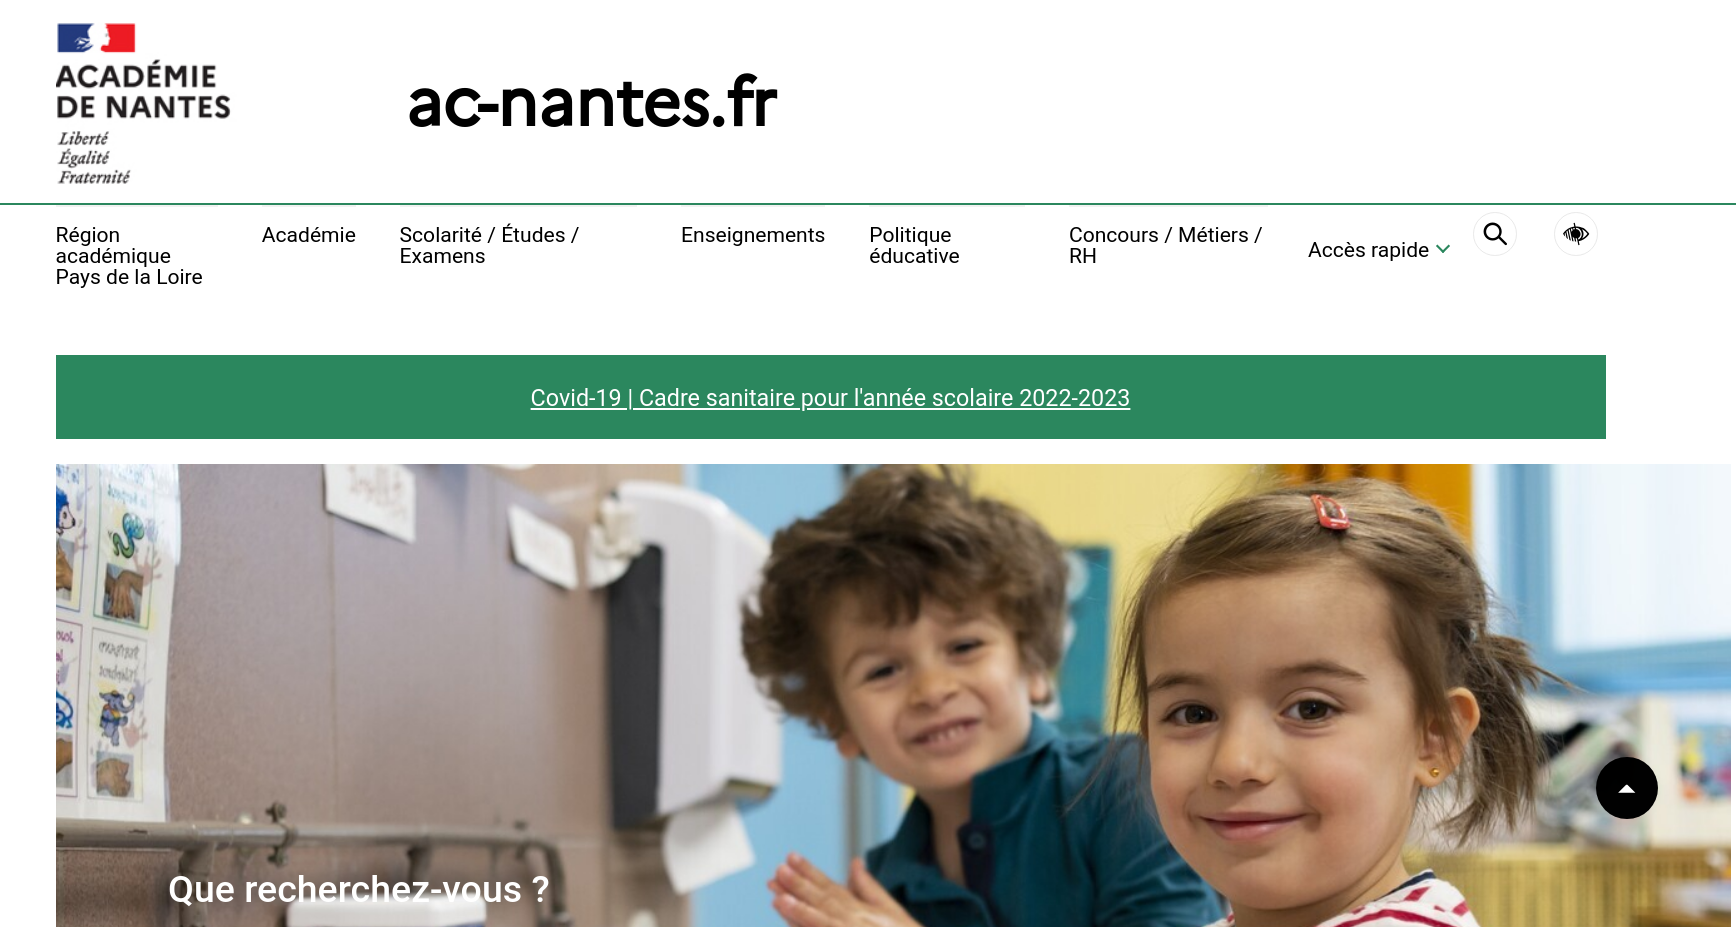 ACADÉMIE
DE NANTES
Liberté
Égalité
Fraternité
ac-nantes.fr
Région
académique
Pays de la Loire
Académie
Scolarité / Études /
Examens
Enseignements
Politique
éducative
Concours / Métiers /
RH
Accès rapide
Covid-19 | Cadre sanitaire pour l'année scolaire 2022-2023
Que recherchez-vous ?